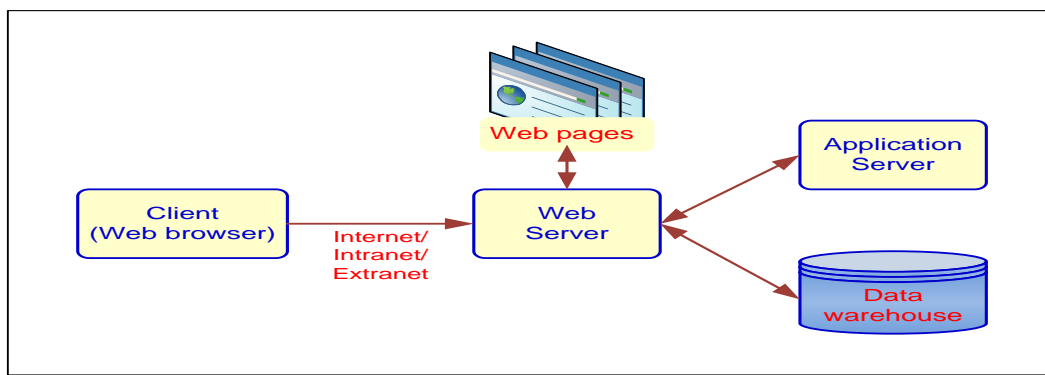 Web pages
Application
Server
Client
(Web browser)
Web
Server
Internet/
Intranet/
Extranet
Data
warehouse